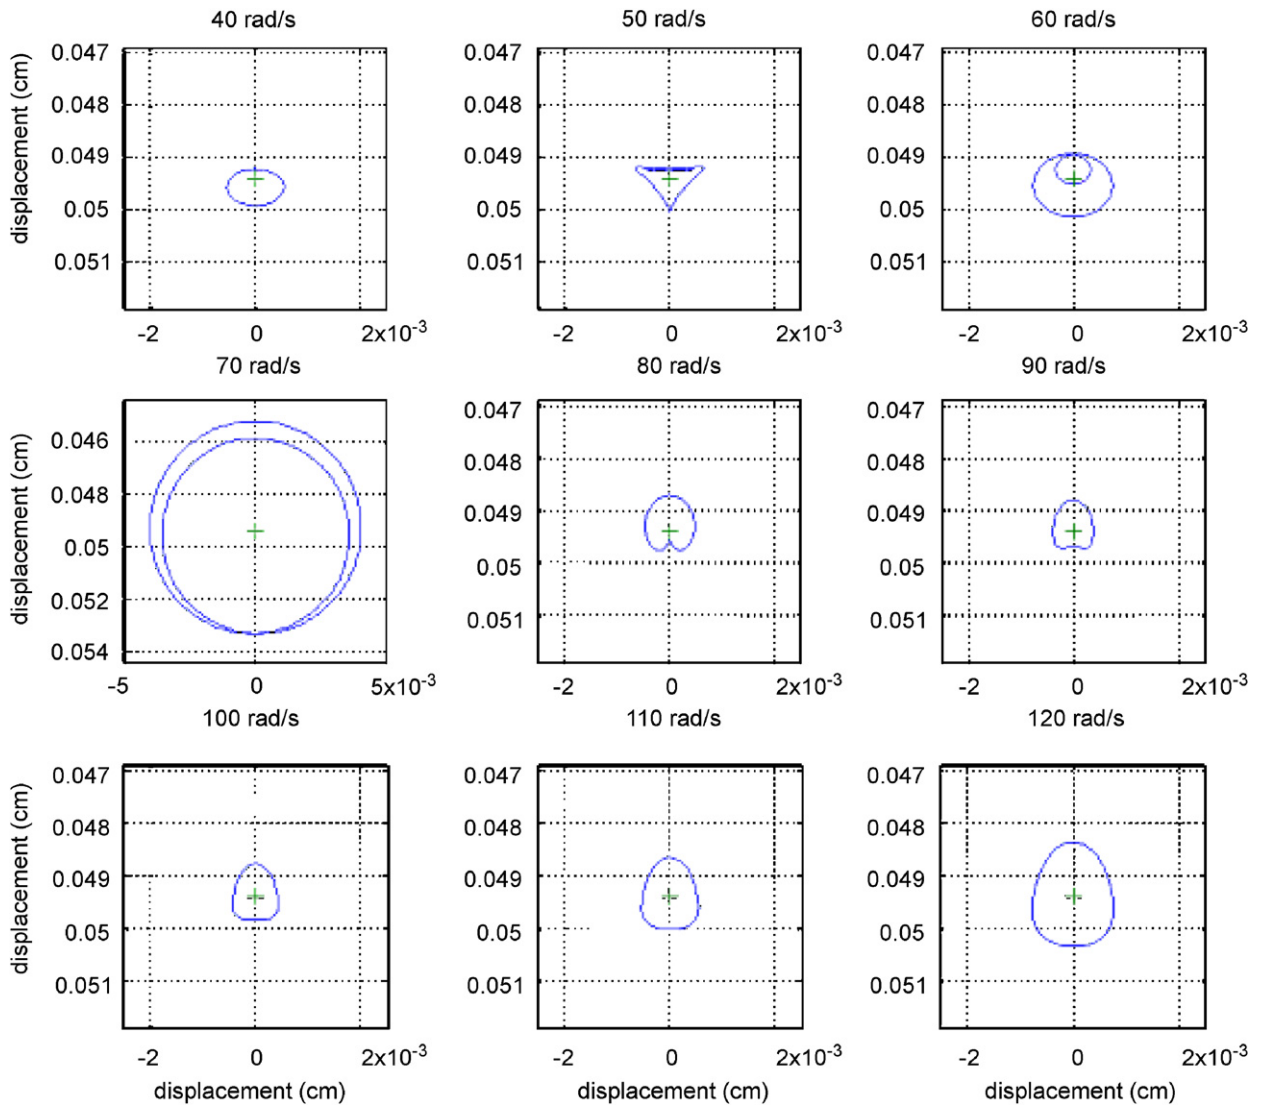 40 rad/s 50 rad/s 60 rad/s
displacement (cm)
0.047 0.047 0.047
0.048 0.048 0.048
0.049 0.049 0.049
0.05 0.05 0.05
0.051 0.051 0.051
-2 0 2x10-3 -2 0 2x10-3 -2 0 2x10-3
70 rad/s 80 rad/s 90 rad/s
displacement (cm)
0.047 0.047
0.046
0.048 0.048
0.048
0.049 0.049
0.05
0.05 0.05
0.052
0.051 0.051
0.054
-5 0 5x10-3 -2 0 2x10-3 -2 0 2x10-3
100 rad/s 110 rad/s 120 rad/s
displacement (cm)
0.047 0.047 0.047
0.048 0.048 0.048
0.049 0.049 0.049
0.05 0.05 0.05
0.051 0.051 0.051
-2 0 2x10-3 -2 0 2x10-3 -2 0 2x10-3
displacement (cm) displacement (cm) displacement (cm)